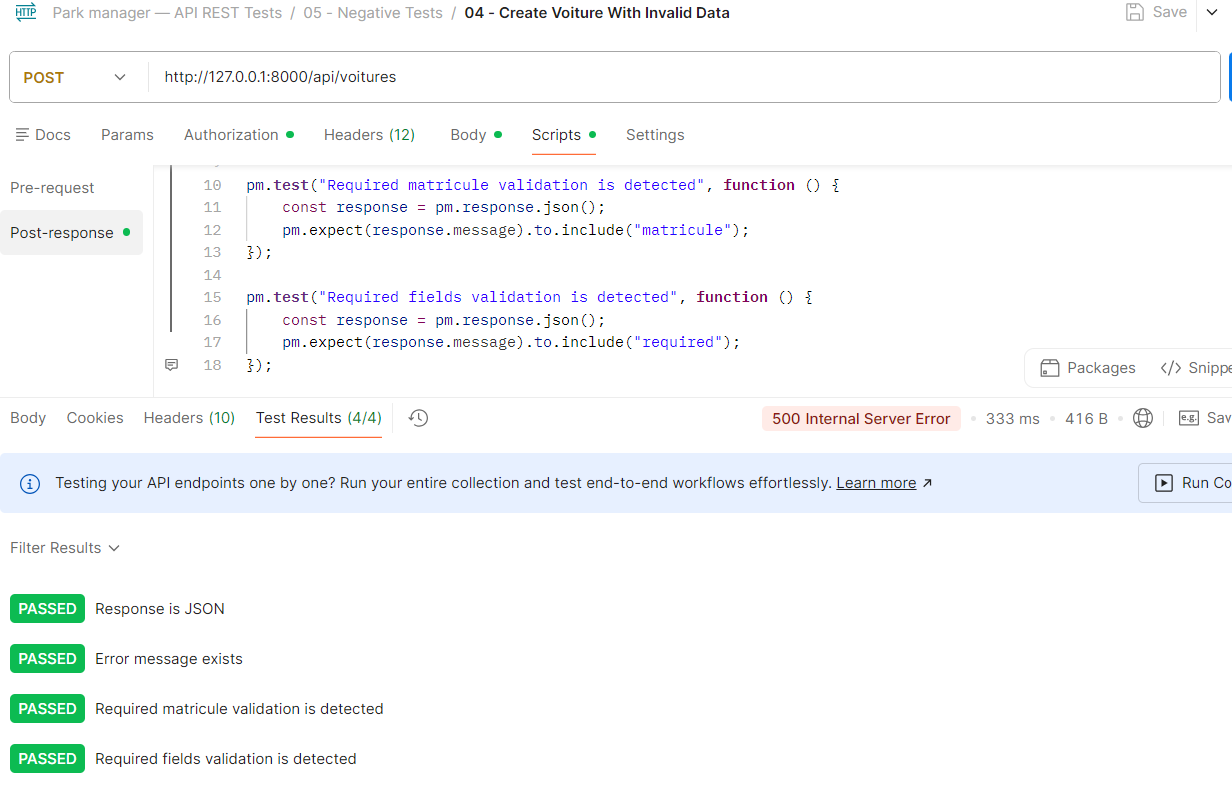 HTTP Park manager — API REST Tests / 05 - Negative Tests / 04 - Create Voiture With Invalid Data Save
POST http://127.0.0.1:8000/api/voitures
Docs Params Authorization Headers (12) Body Scripts Settings
Pre-request
Post-response
10 pm.test("Required matricule validation is detected", function () {
11 const response = pm.response.json();
12 pm.expect(response.message).to.include("matricule");
13 });
14
15 pm.test("Required fields validation is detected", function () {
16 const response = pm.response.json();
17 pm.expect(response.message).to.include("required");
18 });
Packages </> Snippe
Body Cookies Headers (10) Test Results (4/4) 500 Internal Server Error • 333 ms • 416 B • e.g. Sav
Testing your API endpoints one by one? Run your entire collection and test end-to-end workflows effortlessly. Learn more ↗ Run Co
Filter Results
PASSED Response is JSON
PASSED Error message exists
PASSED Required matricule validation is detected
PASSED Required fields validation is detected